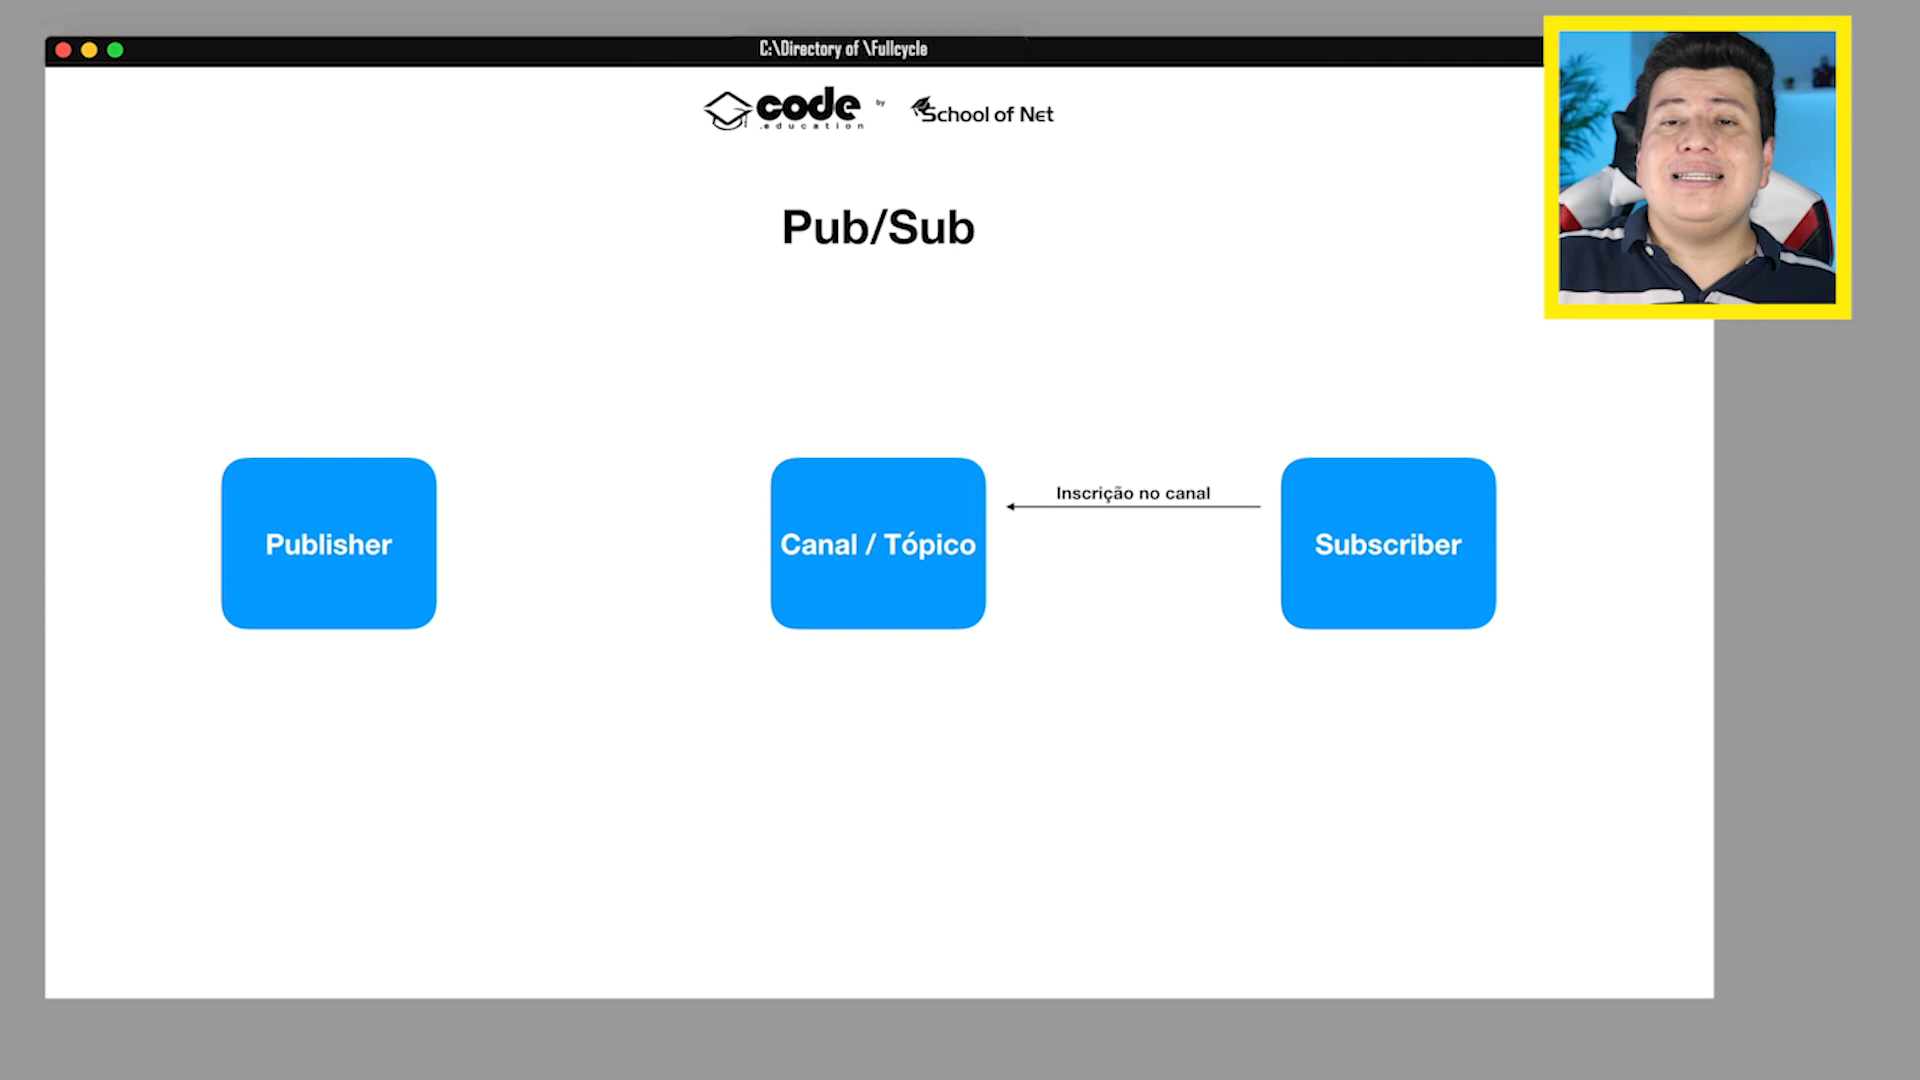 C:\Directory of \Fullcycle
code by School of Net
.education
Pub/Sub
Inscrição no canal
Publisher
Canal / Tópico
Subscriber